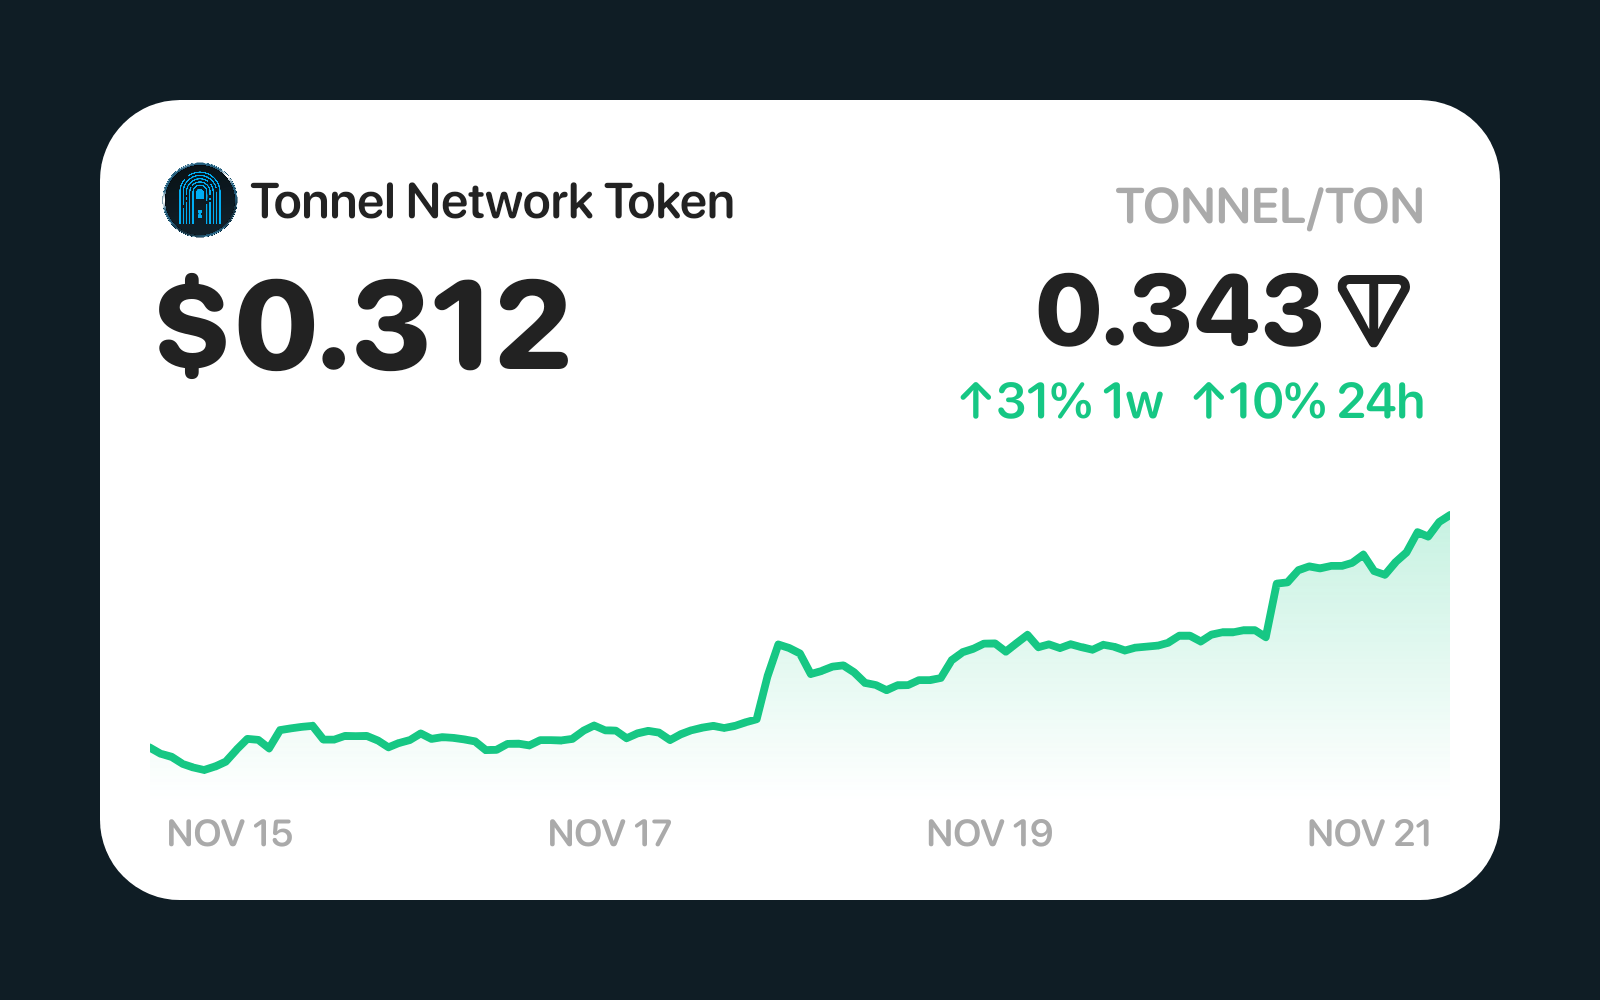 Tonnel Network Token
TONNEL/TON
$0.312
0.343
↑31% 1w ↑10% 24h
NOV 15 NOV 17 NOV 19 NOV 21